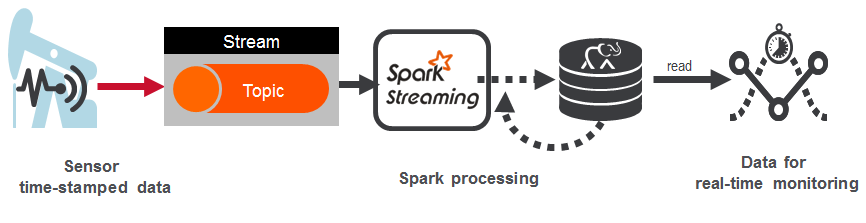 Stream
Topic
Spark
Streaming
read
Sensor
time-stamped data
Spark processing
Data for
real-time monitoring